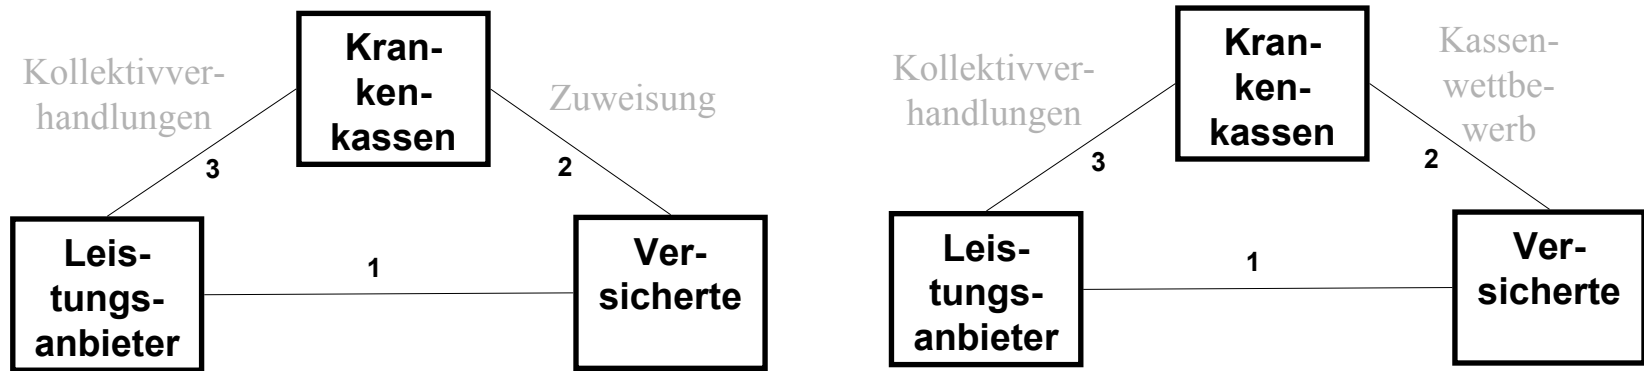 Kollektivver-
handlungen
Kran-
ken-
kassen
Zuweisung
3
2
Leis-
tungs-
anbieter
1
Ver-
sicherte
Kollektivver-
handlungen
Kran-
ken-
kassen
Kassen-
wettbe-
werb
3
2
Leis-
tungs-
anbieter
1
Ver-
sicherte